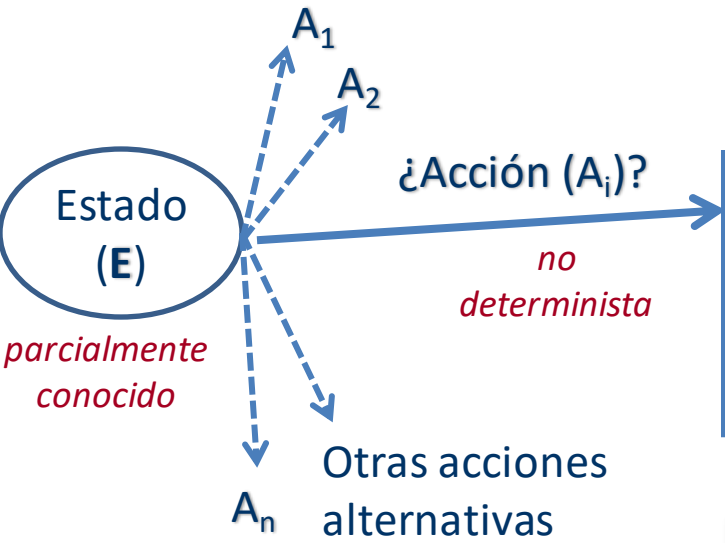 A₁
A₂
¿Acción (Aᵢ)?
Estado
(E)
no
determinista
parcialmente
conocido
Otras acciones
alternativas
Aₙ